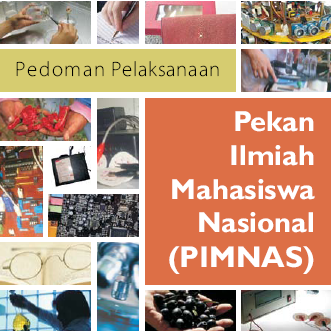 Pedoman Pelaksanaan
Pekan
Ilmiah
Mahasiswa
Nasional
(PIMNAS)